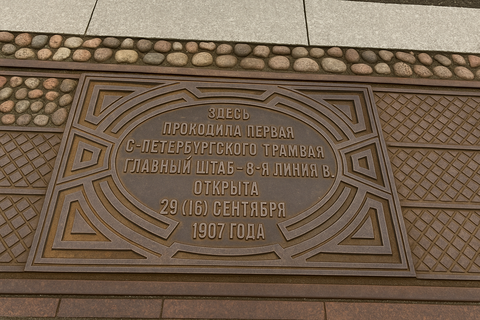 ЗДЕСЬ
ПРОХОДИЛА ПЕРВАЯ
С-ПЕТЕРБУРГСКОГО ТРАМВАЯ
ГЛАВНЫЙ ШТАБ-8-Я ЛИНИЯ В.
ОТКРЫТА
29 (16) СЕНТЯБРЯ
1907 ГОДА